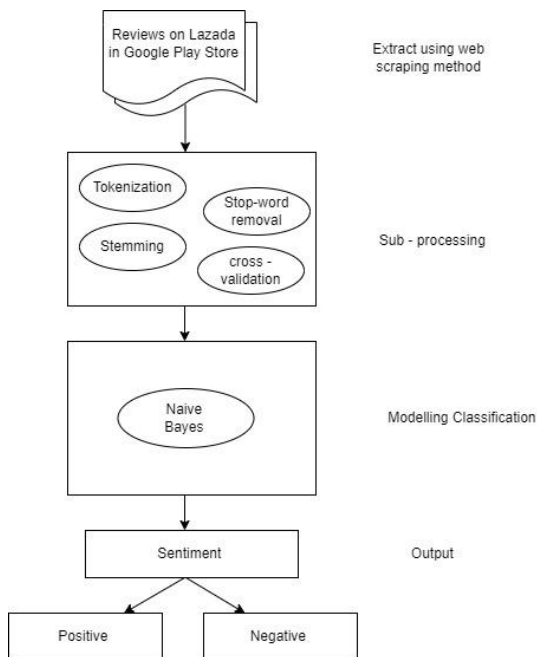 Reviews on Lazada
in Google Play Store
Extract using web
scraping method
Tokenization
Stop-word
removal
Stemming
cross -
validation
Sub - processing
Naive
Bayes
Modelling Classification
Sentiment
Output
Positive
Negative